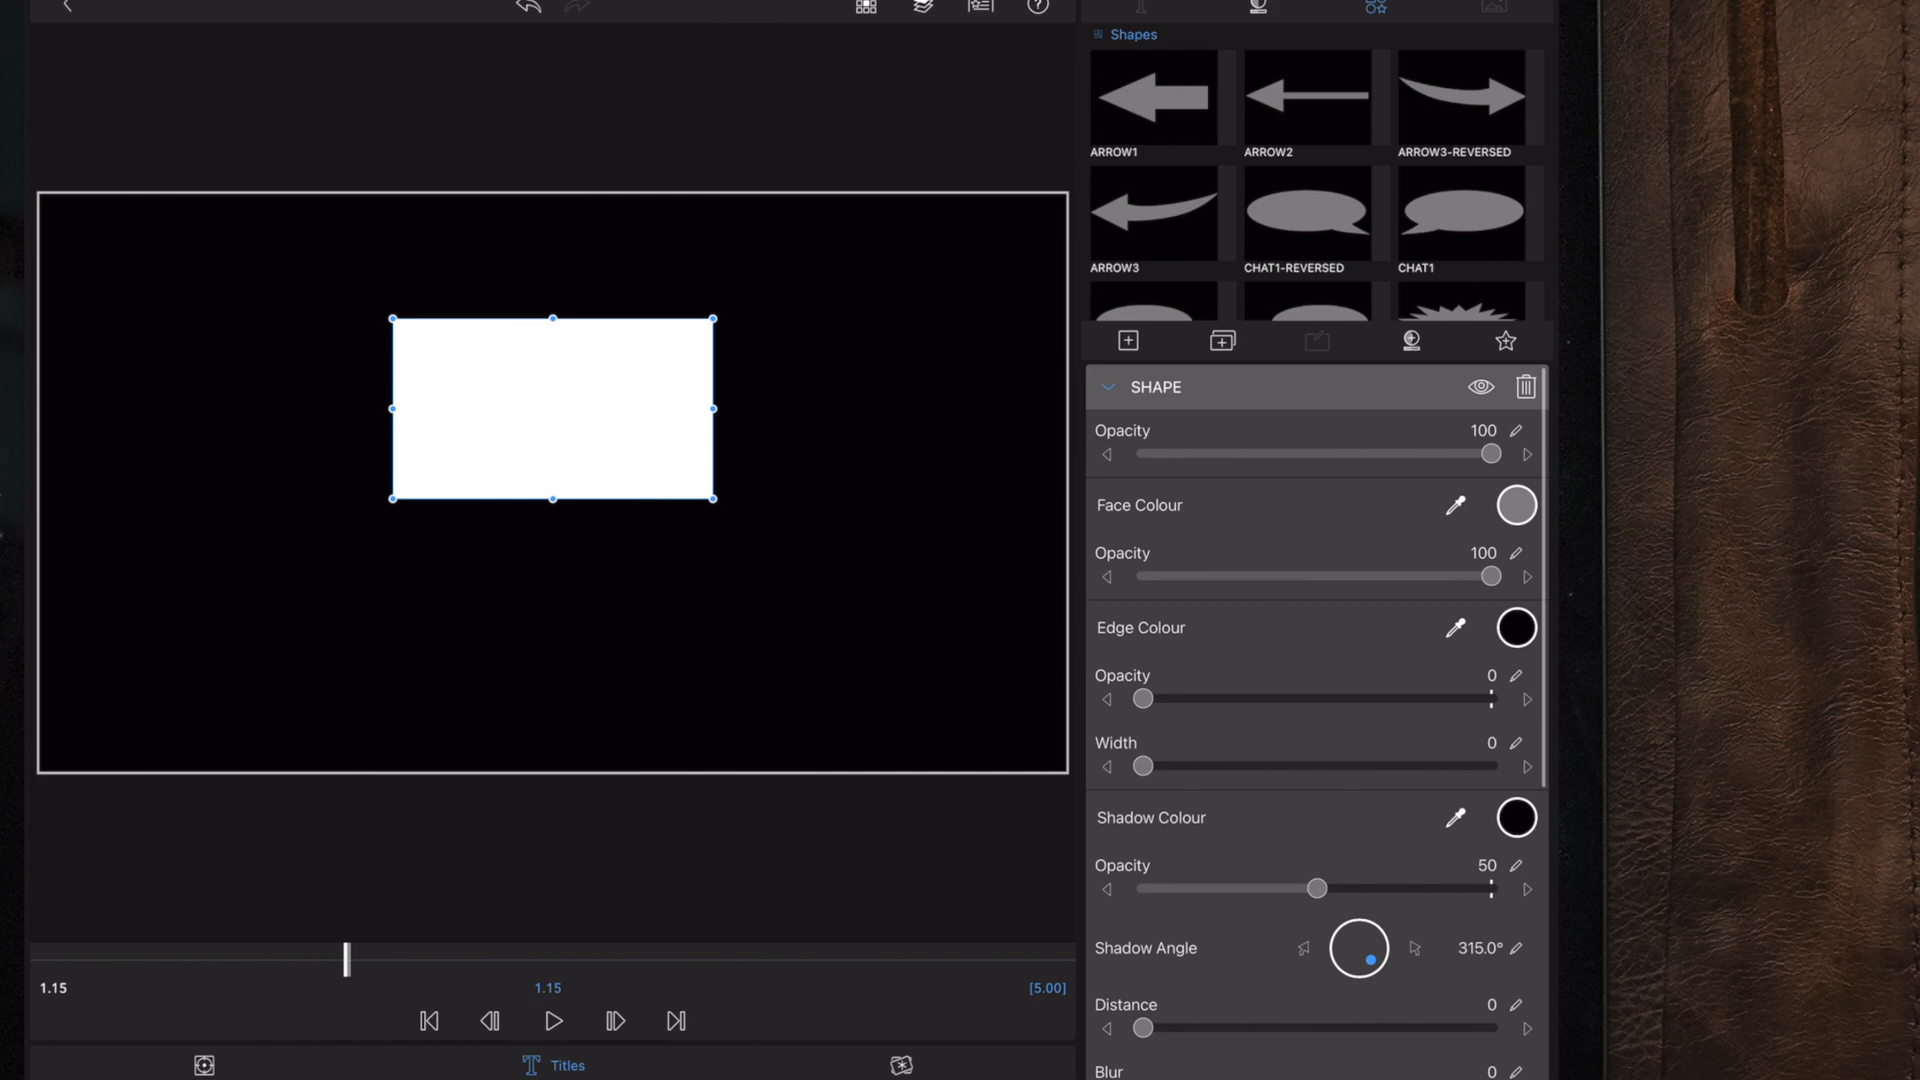 Shapes
ARROW1
ARROW2
ARROW3-REVERSED
ARROW3
CHAT1-REVERSED
CHAT1
SHAPE
Opacity
100
Face Colour
Opacity
100
Edge Colour
Opacity
0
Width
0
Shadow Colour
Opacity
50
Shadow Angle
315.0°
Distance
0
Blur
0
1.15
1.15
[5.00]
Titles